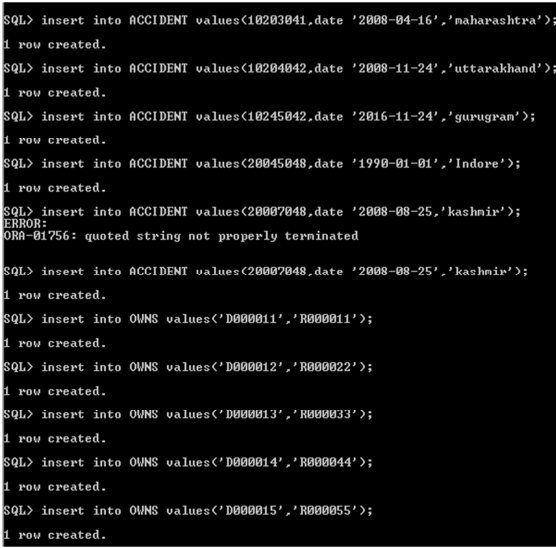 SQL> insert into ACCIDENT values(10203041,date '2008-04-16','maharashtra');
1 row created.
SQL> insert into ACCIDENT values(10204042,date '2008-11-24','uttarakhand');
1 row created.
SQL> insert into ACCIDENT values(10245042,date '2016-11-24','gurugram');
1 row created.
SQL> insert into ACCIDENT values(20045048,date '1990-01-01','Indore');
1 row created.
SQL> insert into ACCIDENT values(20007048,date '2008-08-25,'kashmir');
ERROR:
ORA-01756: quoted string not properly terminated
SQL> insert into ACCIDENT values(20007048,date '2008-08-25','kashmir');
1 row created.
SQL> insert into OWNS values('D000011','R000011');
1 row created.
SQL> insert into OWNS values('D000012','R000022');
1 row created.
SQL> insert into OWNS values('D000013','R000033');
1 row created.
SQL> insert into OWNS values('D000014','R000044');
1 row created.
SQL> insert into OWNS values('D000015','R000055');
1 row created.